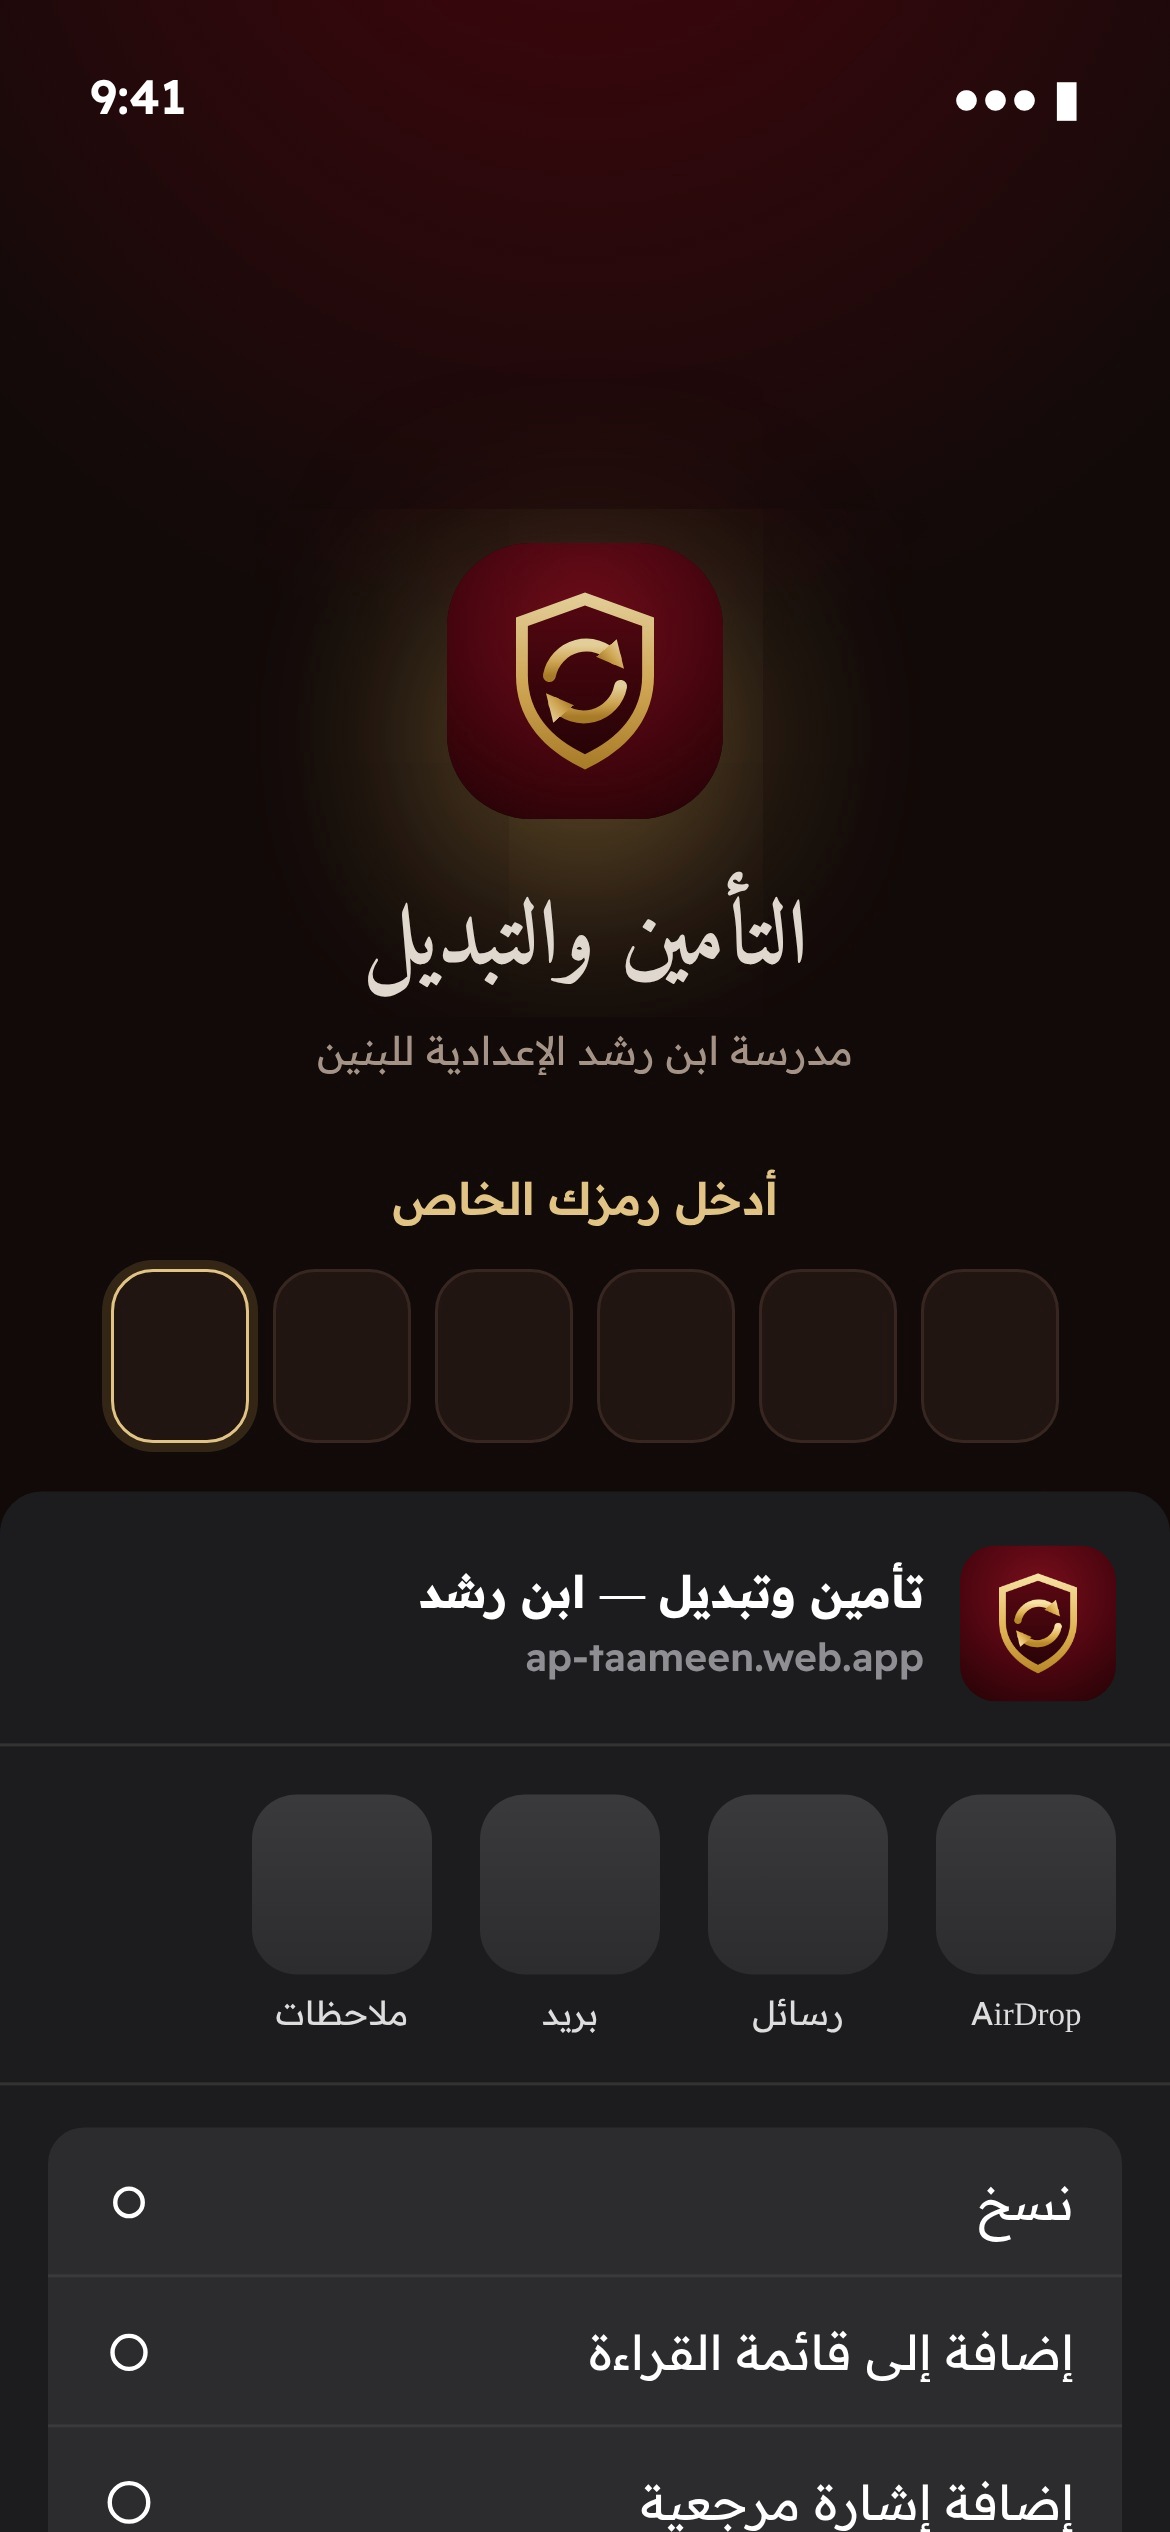 9:41
التأمين والتبديل
مدرسة ابن رشد الإعدادية للبنين
أدخل رمزك الخاص
تأمين وتبديل — ابن رشد
ap-taameen.web.app
AirDrop
رسائل
بريد
ملاحظات
نسخ
إضافة إلى قائمة القراءة
إضافة إشارة مرجعية